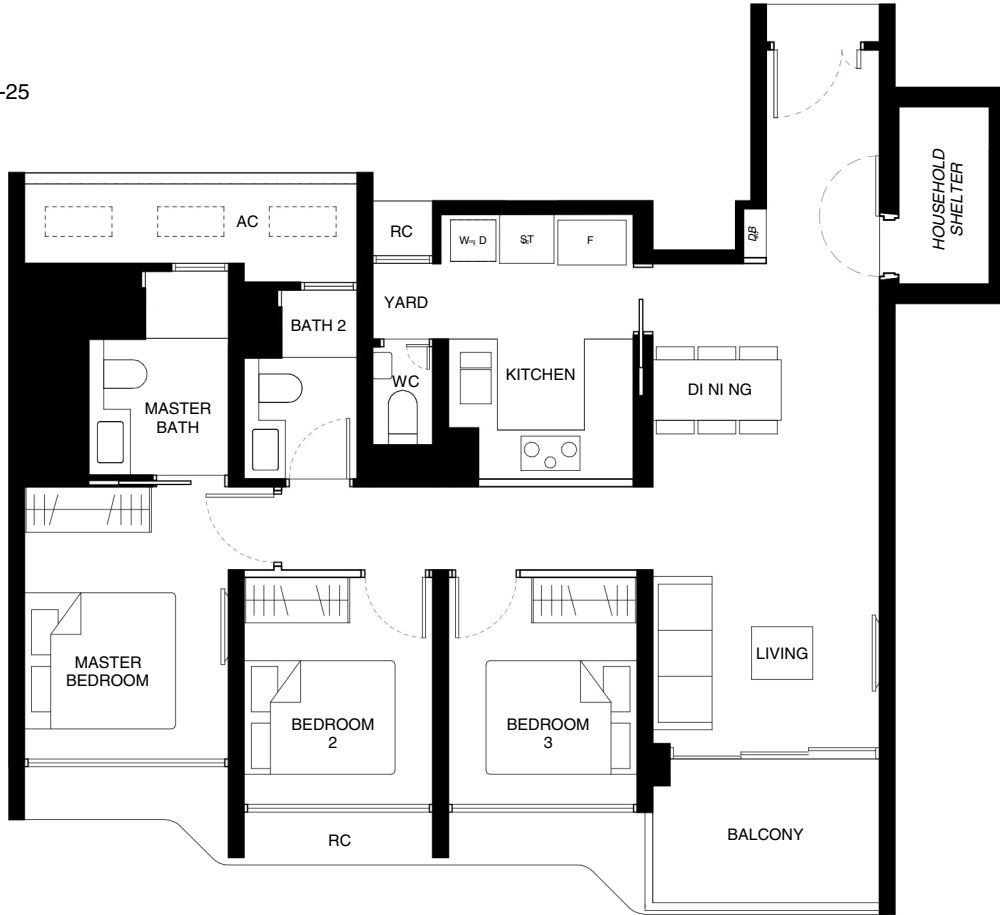 -25
HOUSEHOLD
SHELTER
AC
RC
W D
ST
F
DB
YARD
BATH 2
WC
KITCHEN
DI NI NG
MASTER
BATH
MASTER
BEDROOM
BEDROOM
2
BEDROOM
3
LIVING
RC
BALCONY